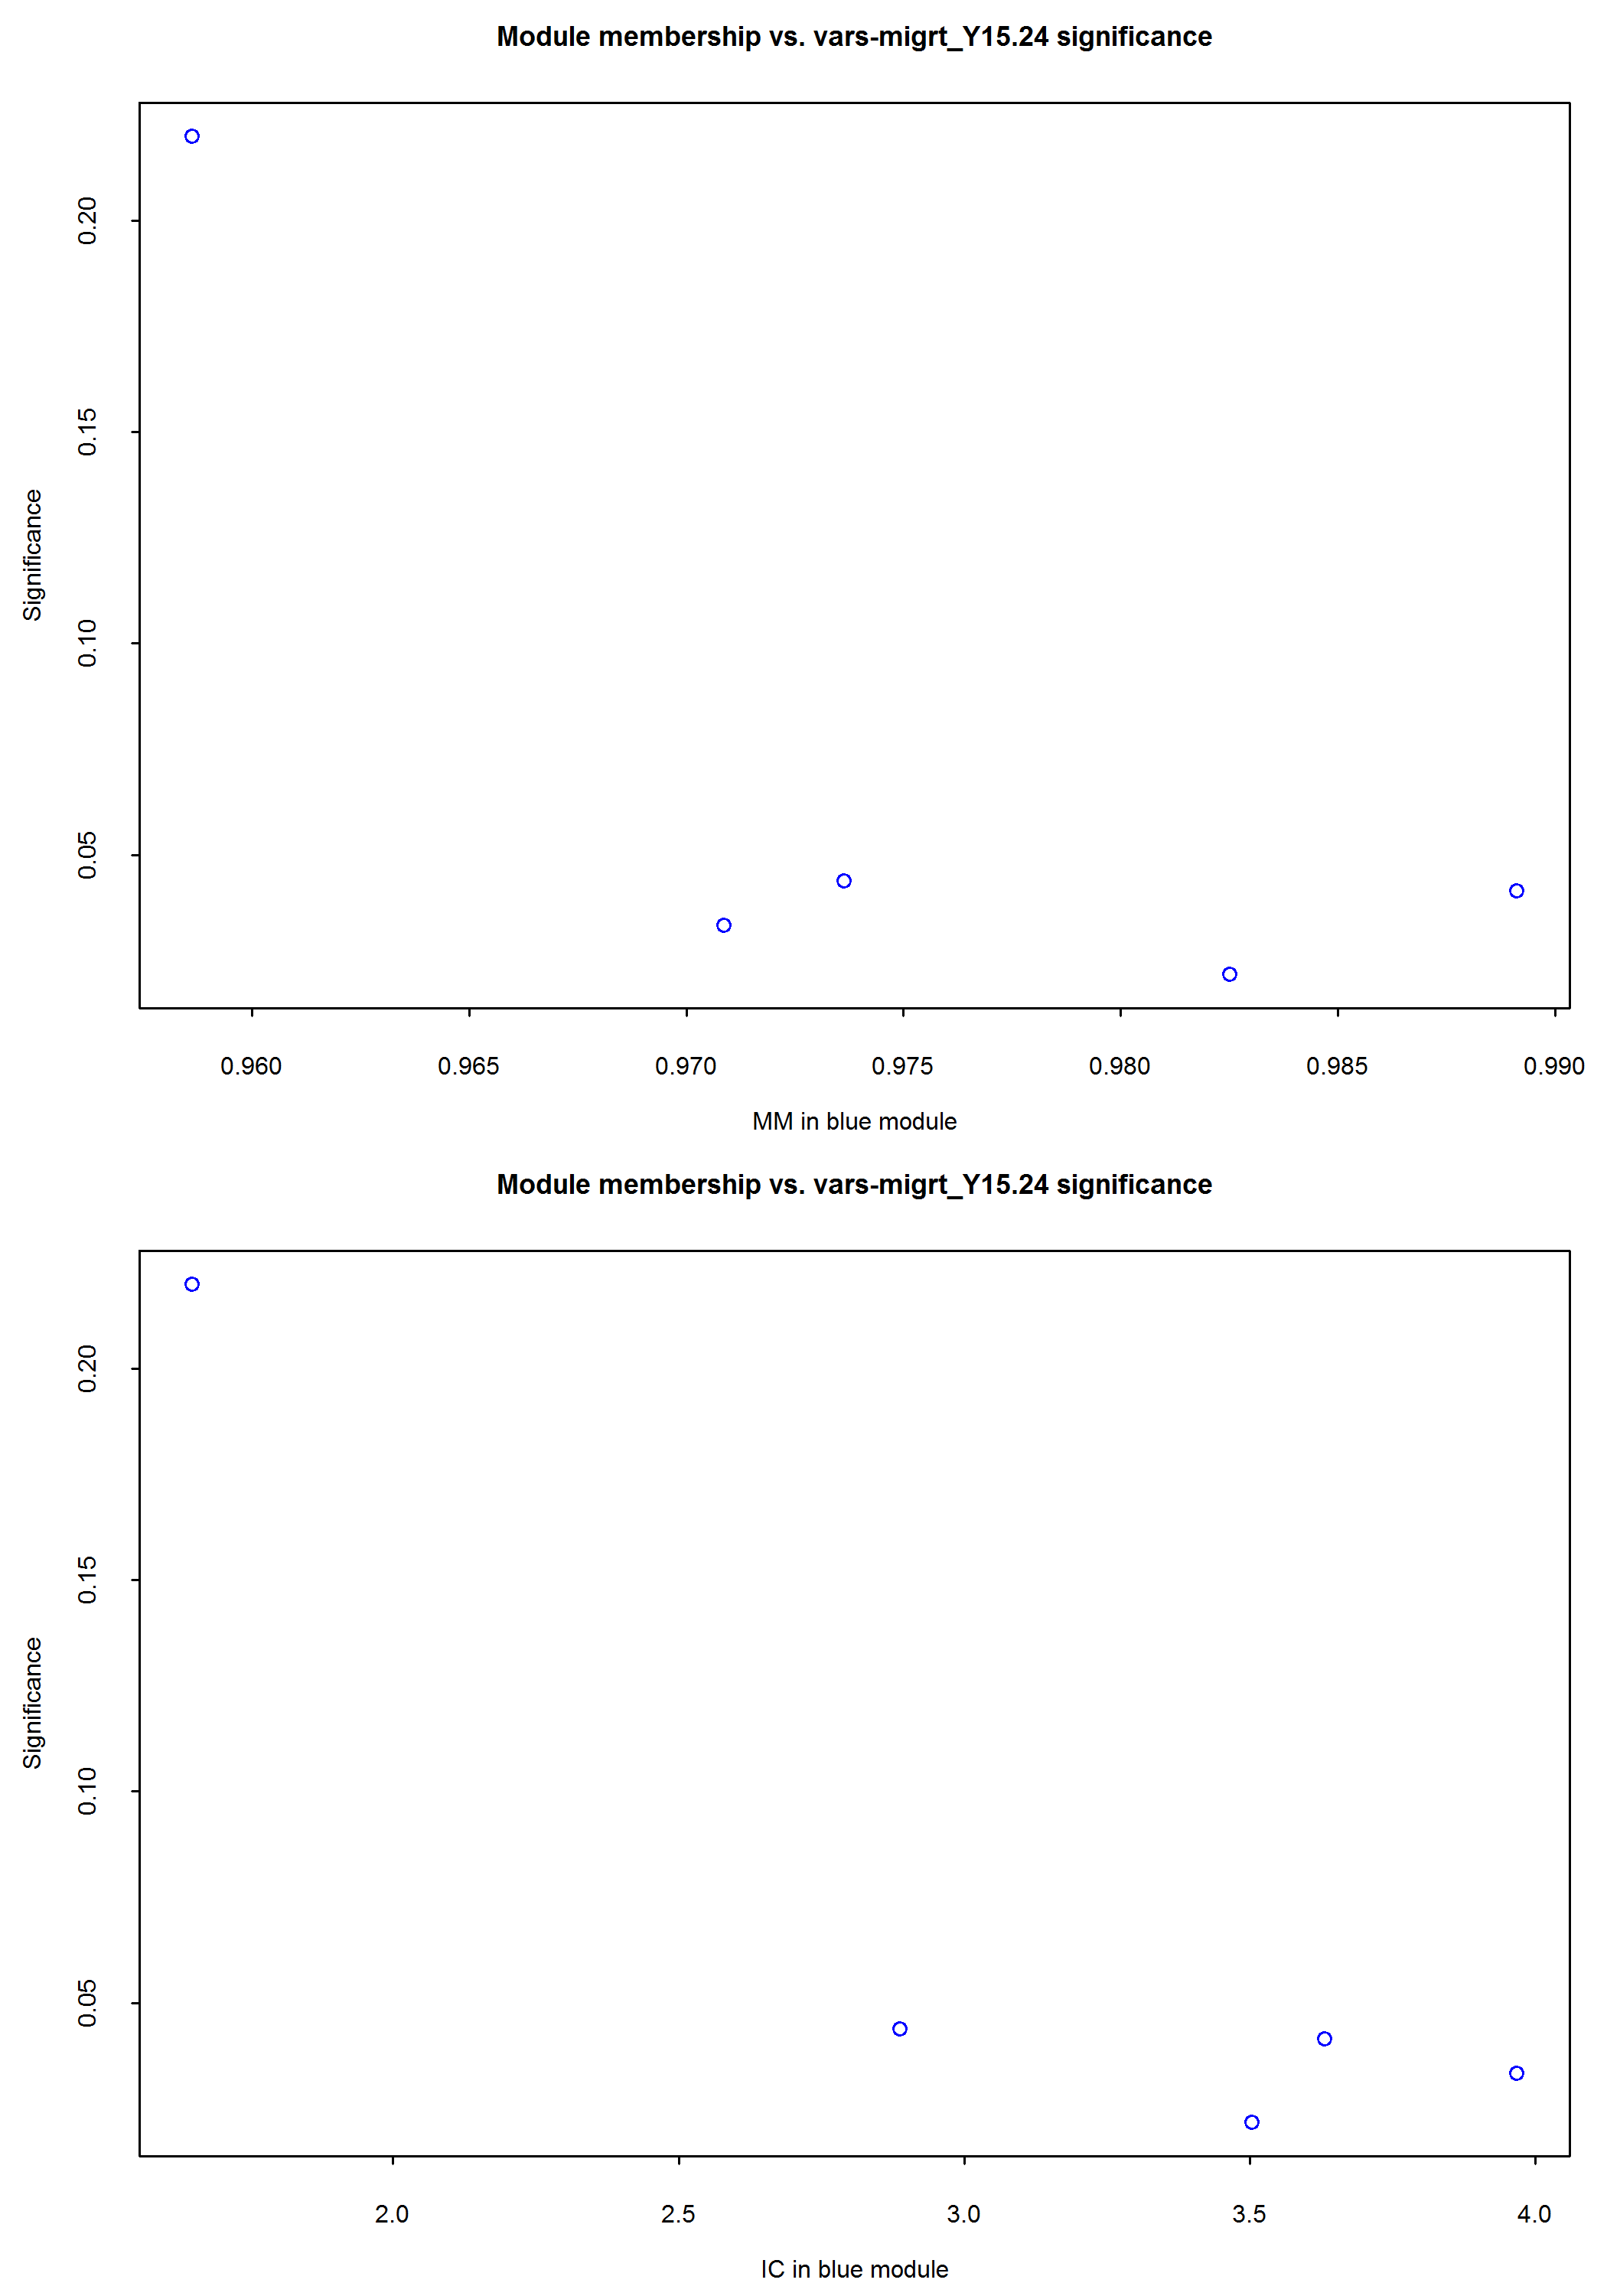 Module membership vs. vars-migrt_Y15.24 significance
0.20
0.15
0.10
0.05
Significance
0.960 0.965 0.970 0.975 0.980 0.985 0.990
MM in blue module
Module membership vs. vars-migrt_Y15.24 significance
0.20
0.15
0.10
0.05
Significance
2.0 2.5 3.0 3.5 4.0
IC in blue module